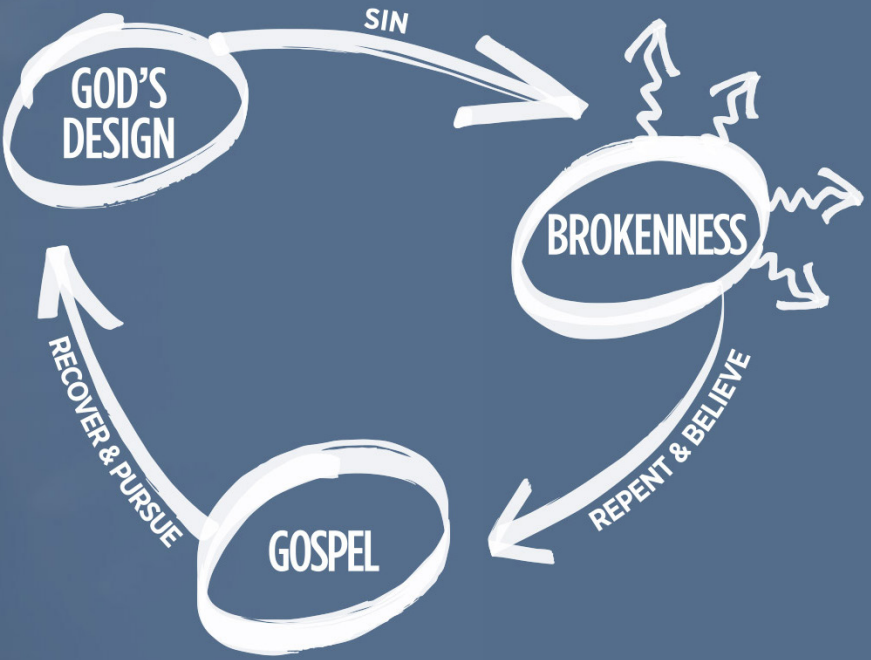 SIN
GOD'S
DESIGN
BROKENNESS
REPENT & BELIEVE
GOSPEL
RECOVER & PURSUE